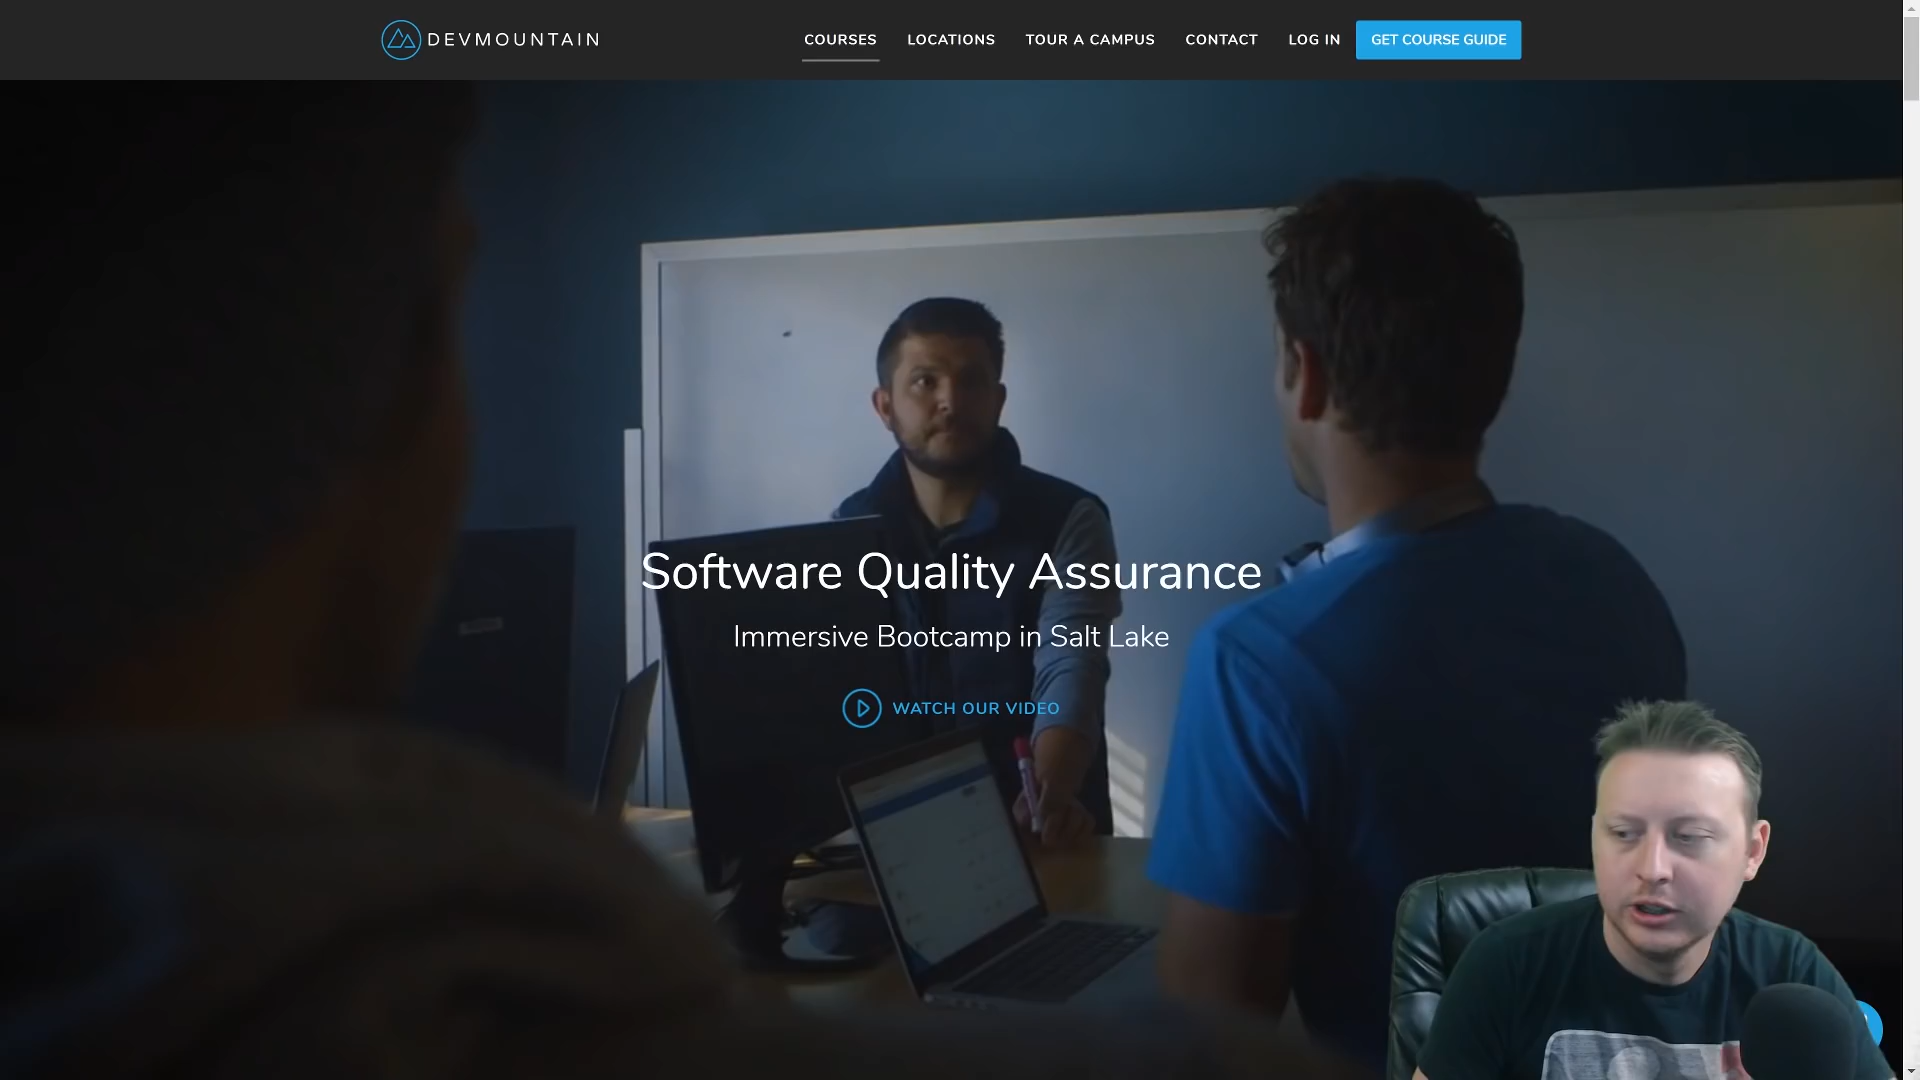 DEVMOUNTAIN
COURSES
LOCATIONS
TOUR A CAMPUS
CONTACT
LOG IN
GET COURSE GUIDE
Software Quality Assurance
Immersive Bootcamp in Salt Lake
WATCH OUR VIDEO